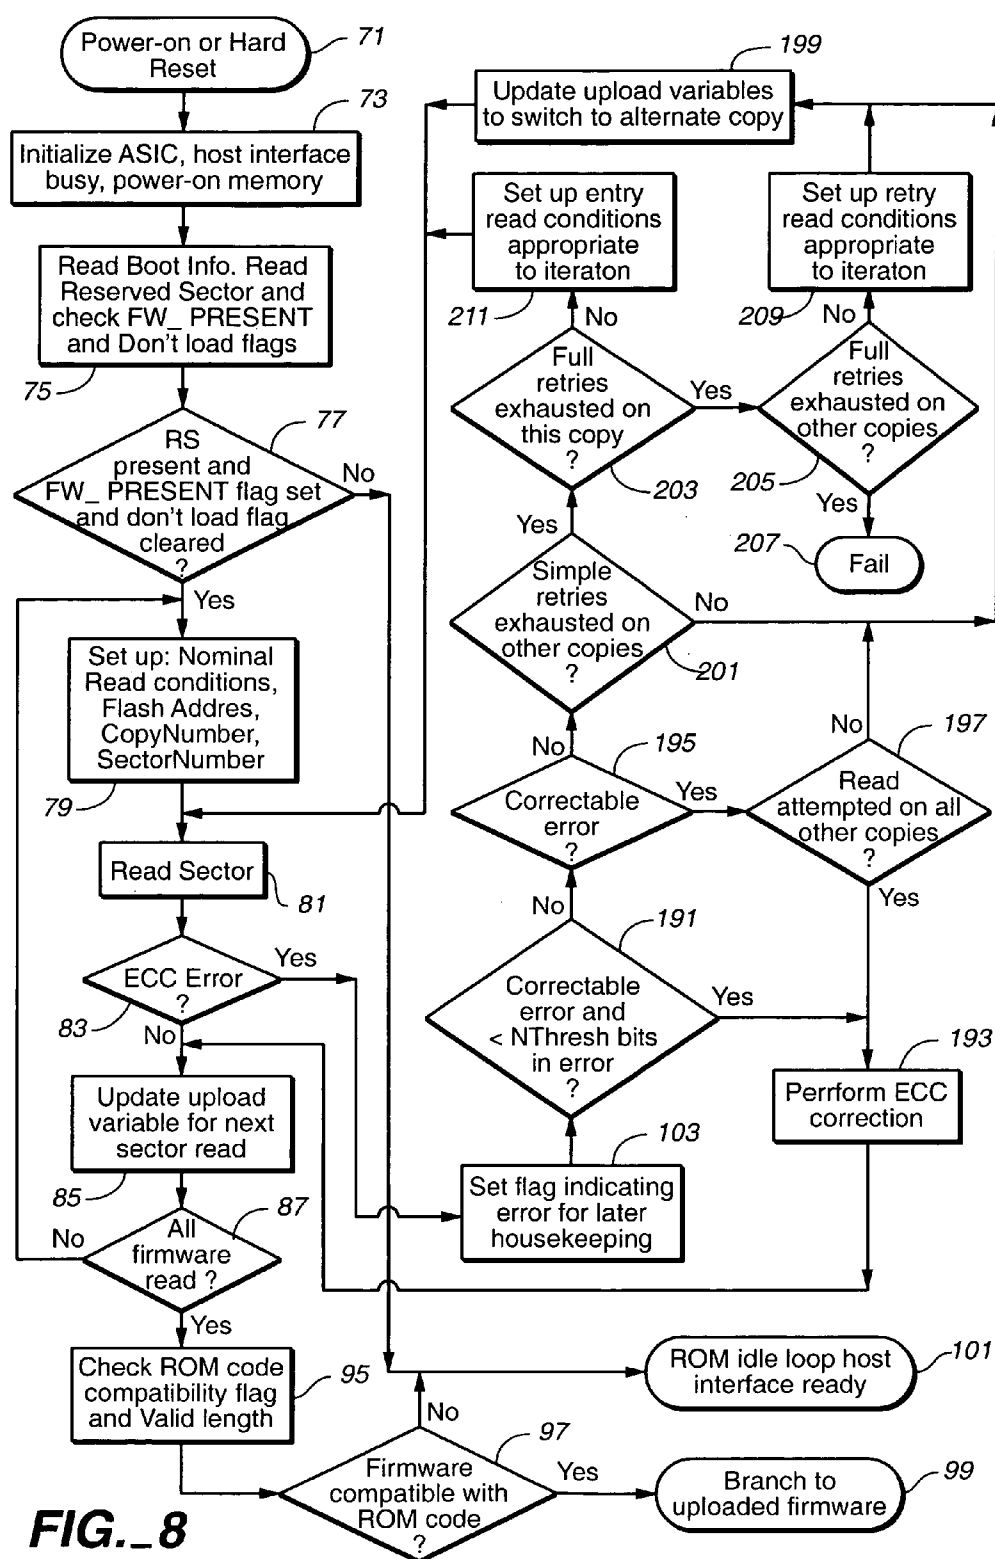 Power-on or Hard
Reset
71
73
Initialize ASIC, host interface
busy, power-on memory
Read Boot Info. Read
Reserved Sector and
check FW_ PRESENT
and Don't load flags
75
77
RS
present and
FW_ PRESENT flag set
and don't load flag
cleared
?
No
Yes
Set up: Nominal
Read conditions,
Flash Addres,
CopyNumber,
SectorNumber
79
Read Sector
81
ECC Error
?
Yes
83
No
Update upload
variable for next
sector read
85
87
All
firmware
read ?
No
Yes
Check ROM code
compatibility flag
and Valid length
95
No
97
Firmware
compatible with
ROM code
?
Yes
Branch to
uploaded firmware
99
ROM idle loop host
interface ready
101
199
Update upload variables
to switch to alternate copy
Set up entry
read conditions
appropriate
to iteraton
211
No
Set up retry
read conditions
appropriate
to iteraton
209
No
Full
retries
exhausted on
this copy
?
Yes
203
Full
retries
exhausted on
other copies
?
205
Yes
207
Fail
Yes
Simple
retries
exhausted on
other copies
?
No
201
No
195
Correctable
error
?
Yes
No
197
Read
attempted on all
other copies
?
Yes
No
191
Correctable
error and
< NThresh bits
in error
?
Yes
193
Perrform ECC
correction
103
Set flag indicating
error for later
housekeeping
FIG._8